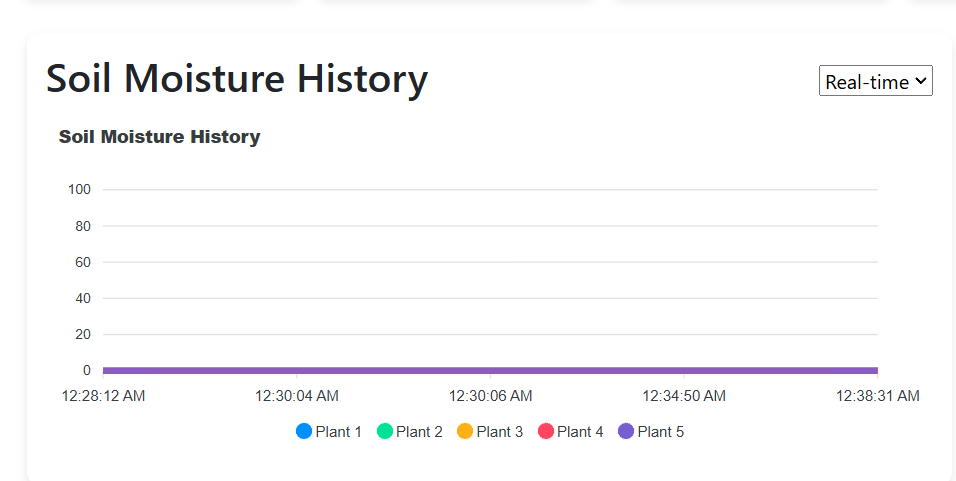 Soil Moisture History
Real-time
Soil Moisture History
100
80
60
40
20
0
12:28:12 AM 12:30:04 AM 12:30:06 AM 12:34:50 AM 12:38:31 AM
Plant 1 Plant 2 Plant 3 Plant 4 Plant 5